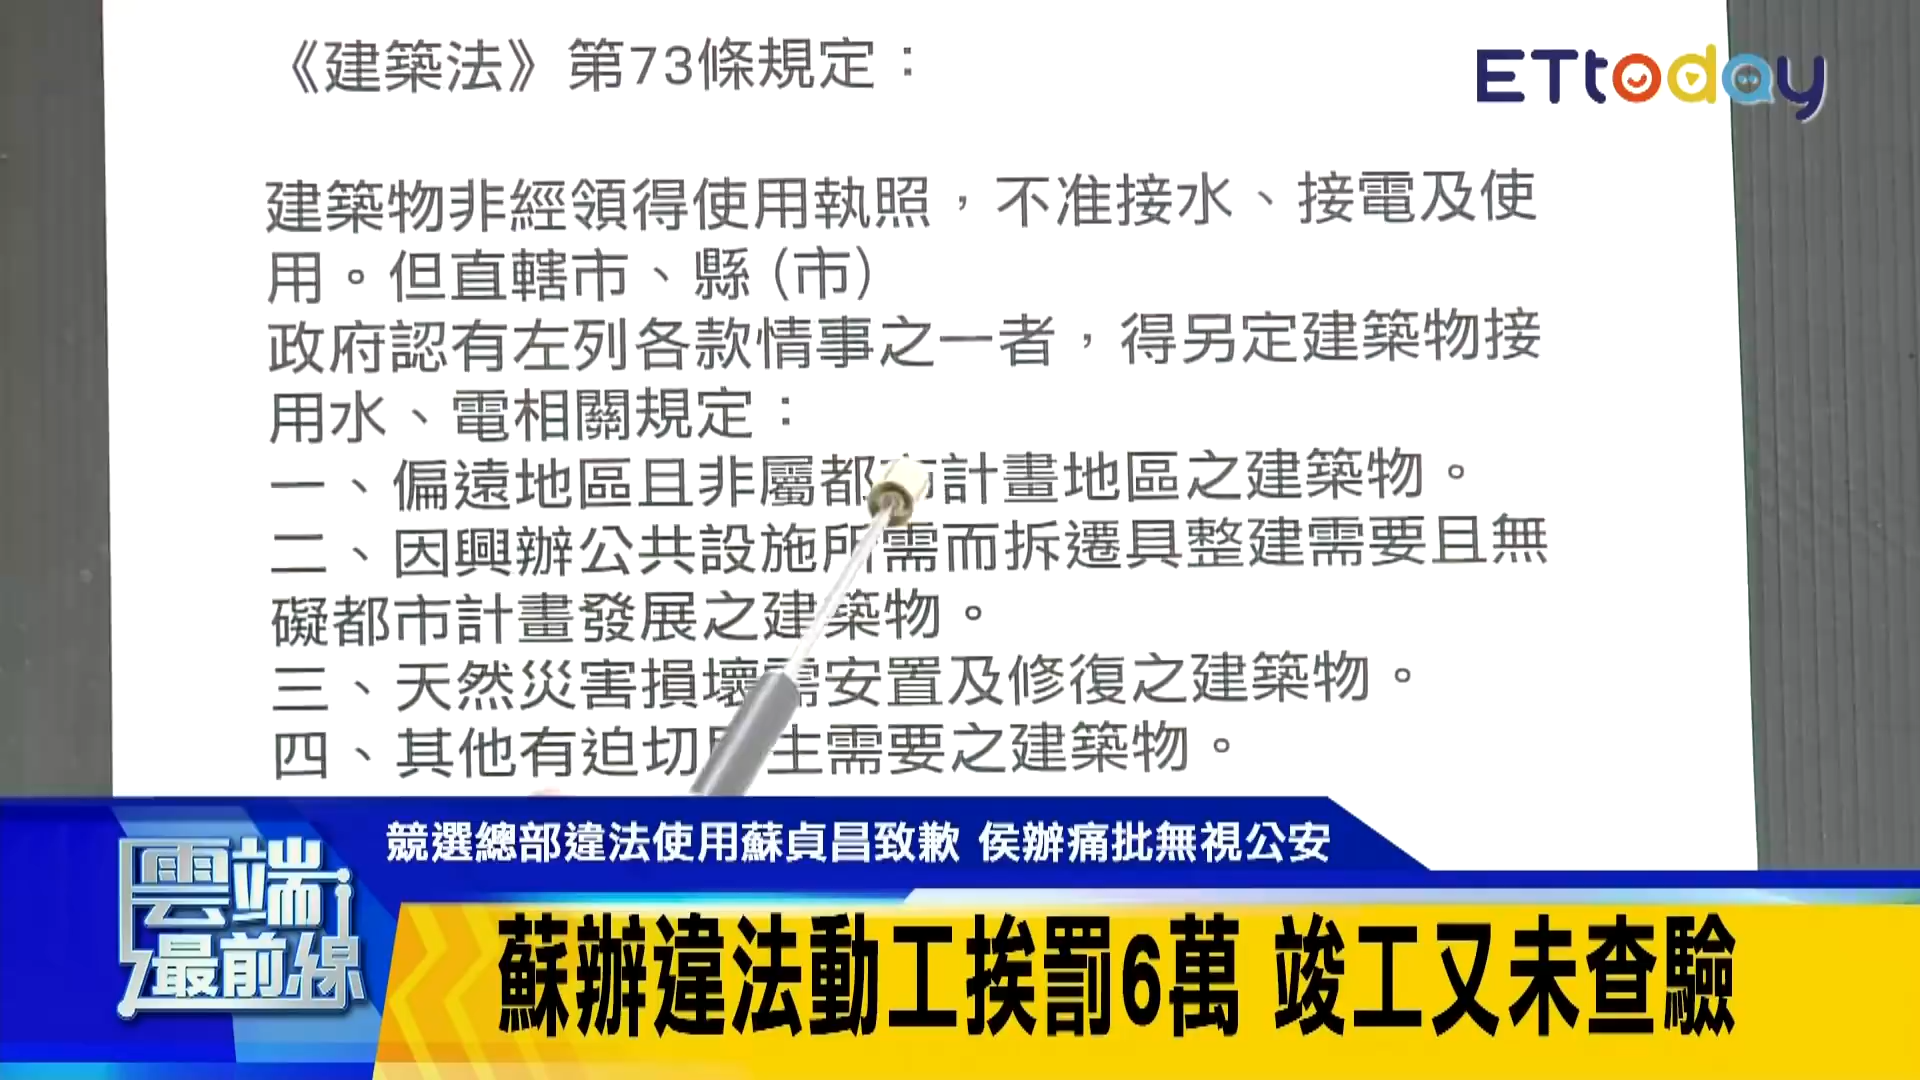 《建築法》第73條規定：
ETtoday
建築物非經領得使用執照，不准接水、接電及使
用。但直轄市、縣(市)
政府認有左列各款情事之一者，得另定建築物接
用水、電相關規定：
一、偏遠地區且非屬都市計畫地區之建築物。
二、因興辦公共設施所需而拆遷具整建需要且無
礙都市計畫發展之建築物。
三、天然災害損壞需安置及修復之建築物。
四、其他有迫切民生需要之建築物。
競選總部違法使用蘇貞昌致歉 侯辦痛批無視公安
雲端
最前線
蘇辦違法動工挨罰6萬 竣工又未查驗